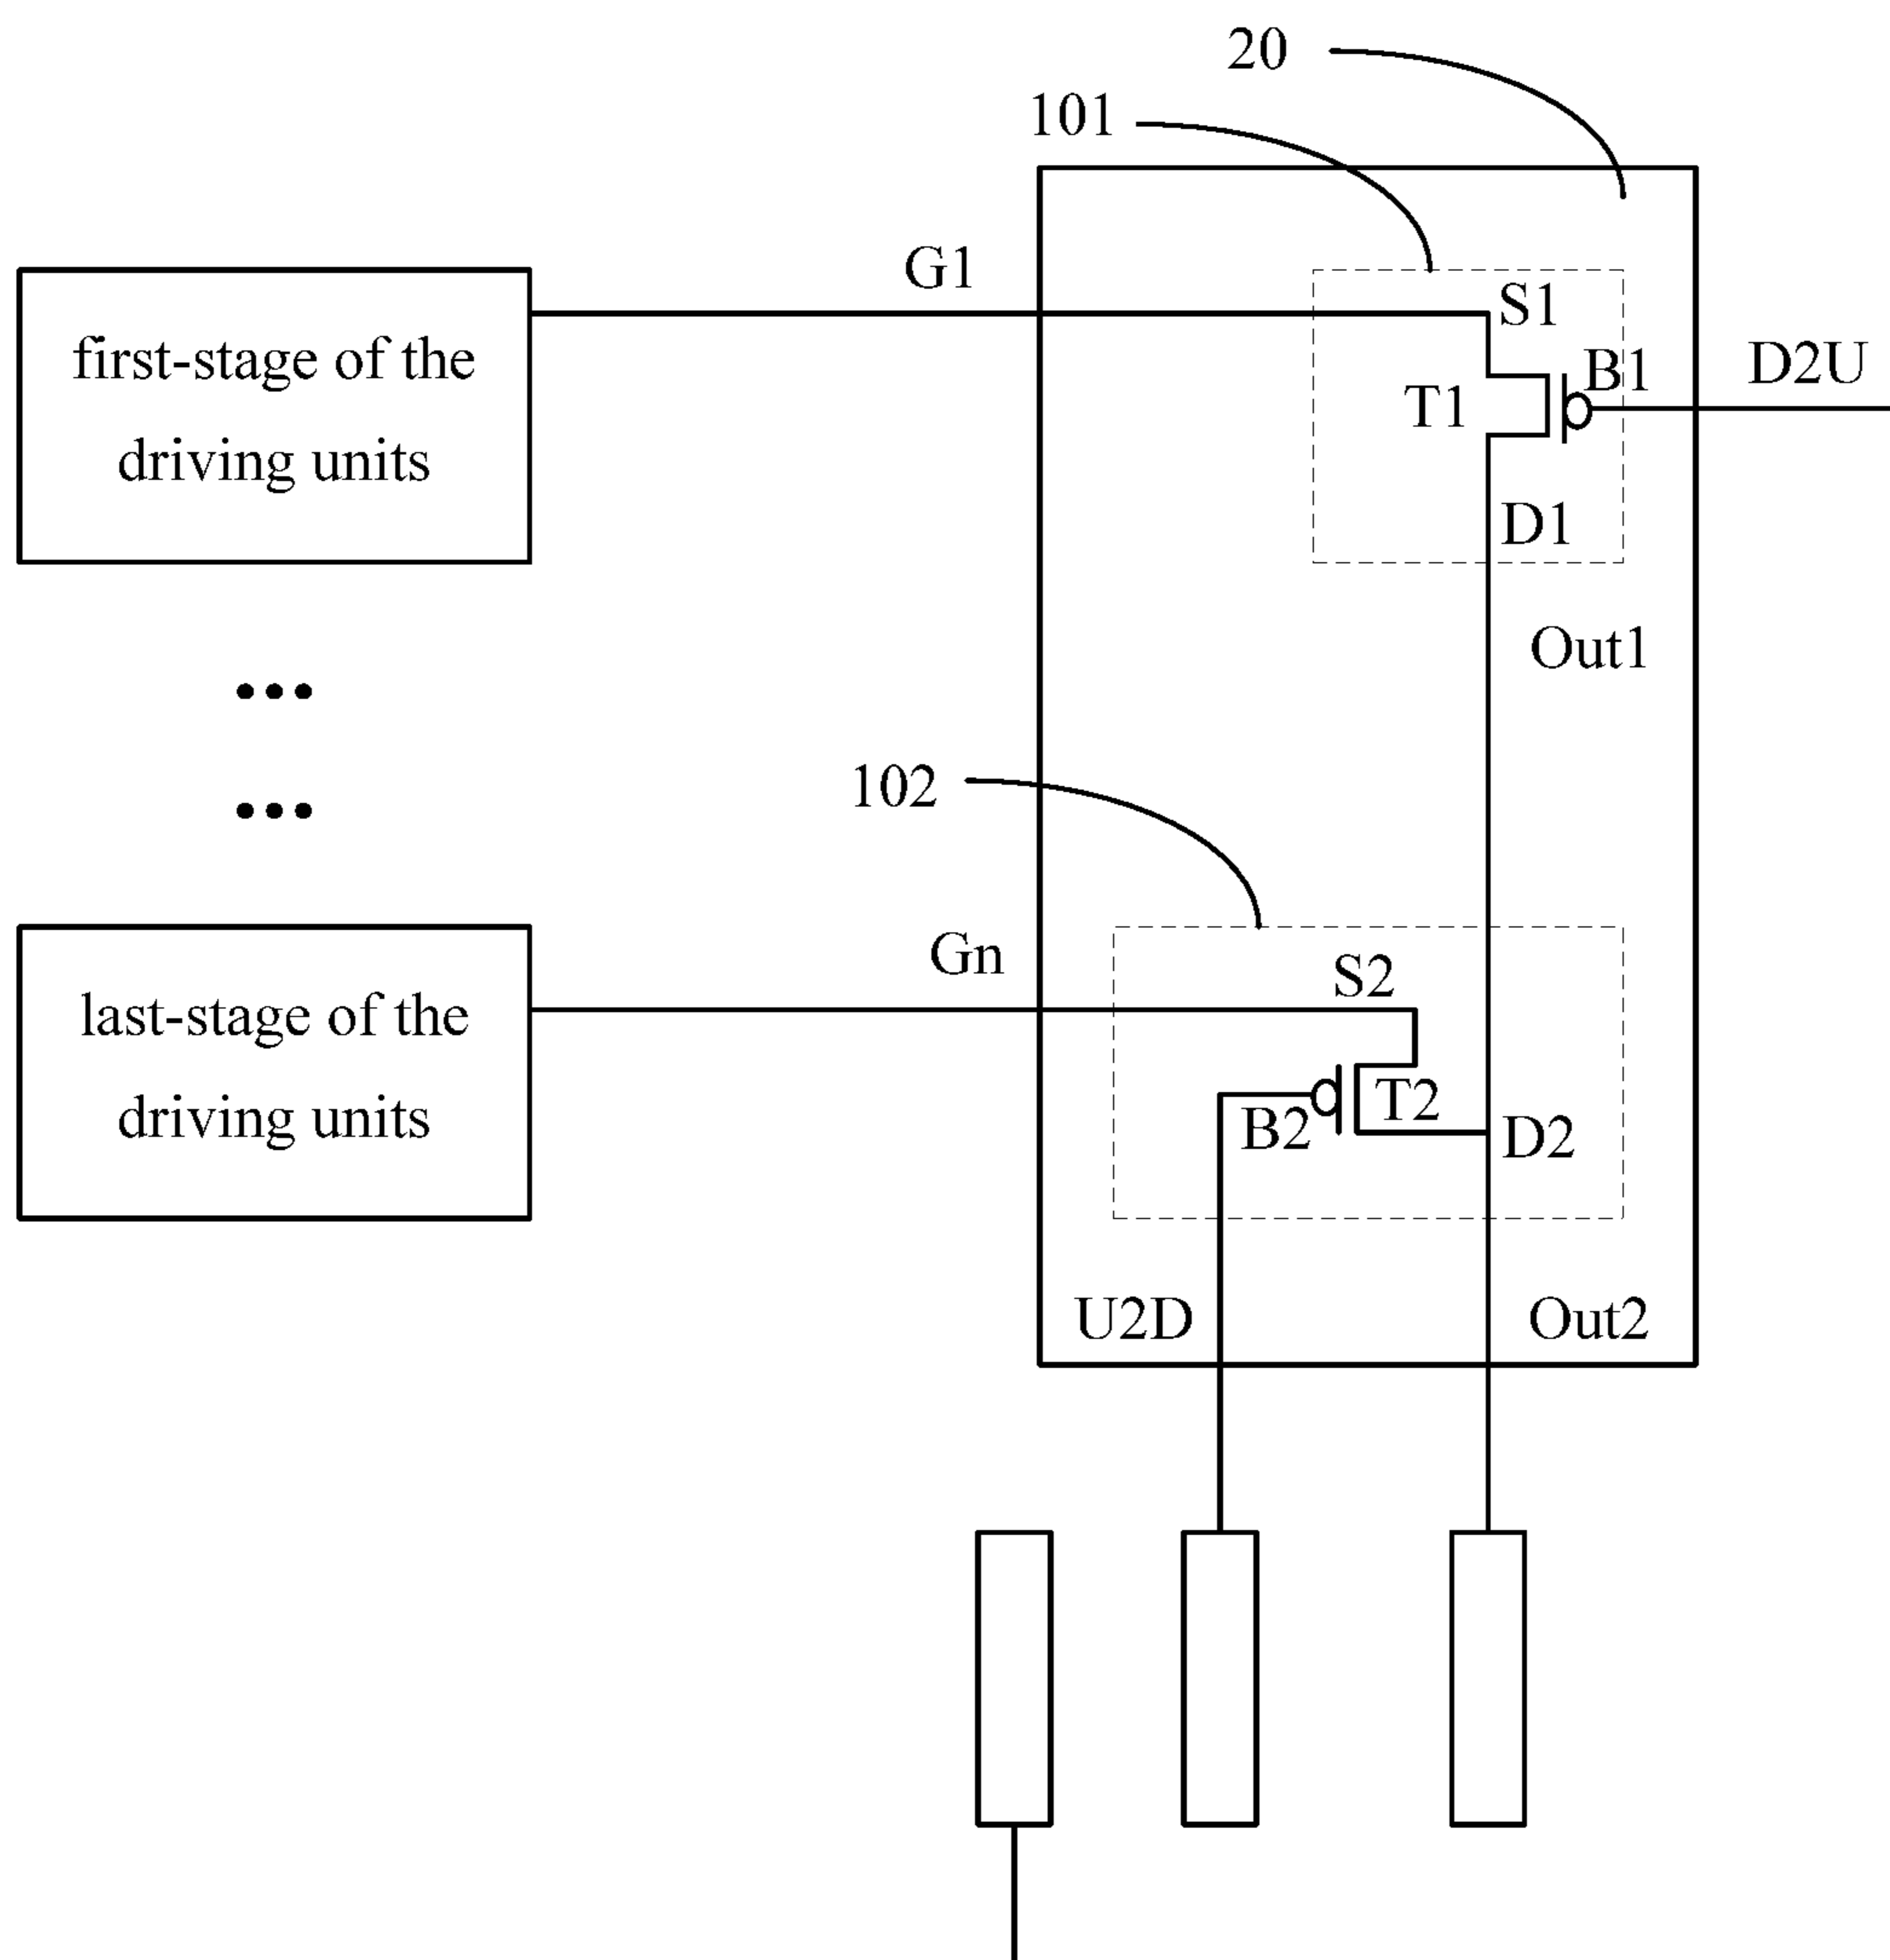 20
101
G1
S1
first-stage of the
driving units
B1
D2U
T1
D1
Out1
102
Gn
S2
last-stage of the
driving units
T2
B2
D2
U2D
Out2